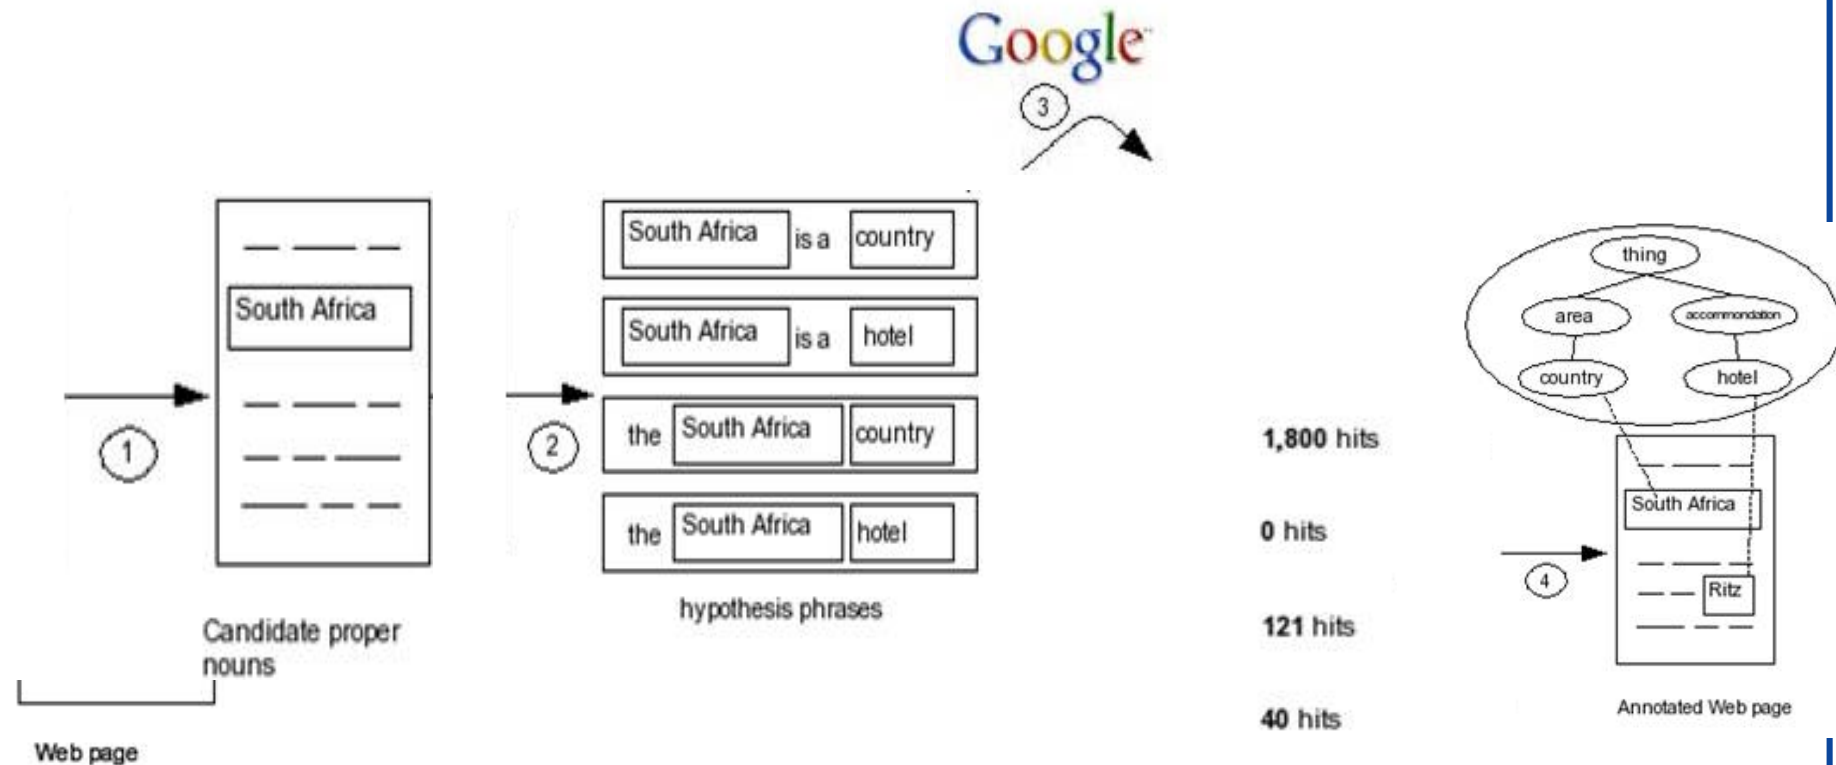 Google™
3
South Africa is a country
South Africa is a hotel
the South Africa country
the South Africa hotel
hypothesis phrases
South Africa
1
2
Candidate proper
nouns
Web page
1,800 hits
0 hits
121 hits
40 hits
thing
area
accommondation
country
hotel
4
South Africa
Ritz
Annotated Web page